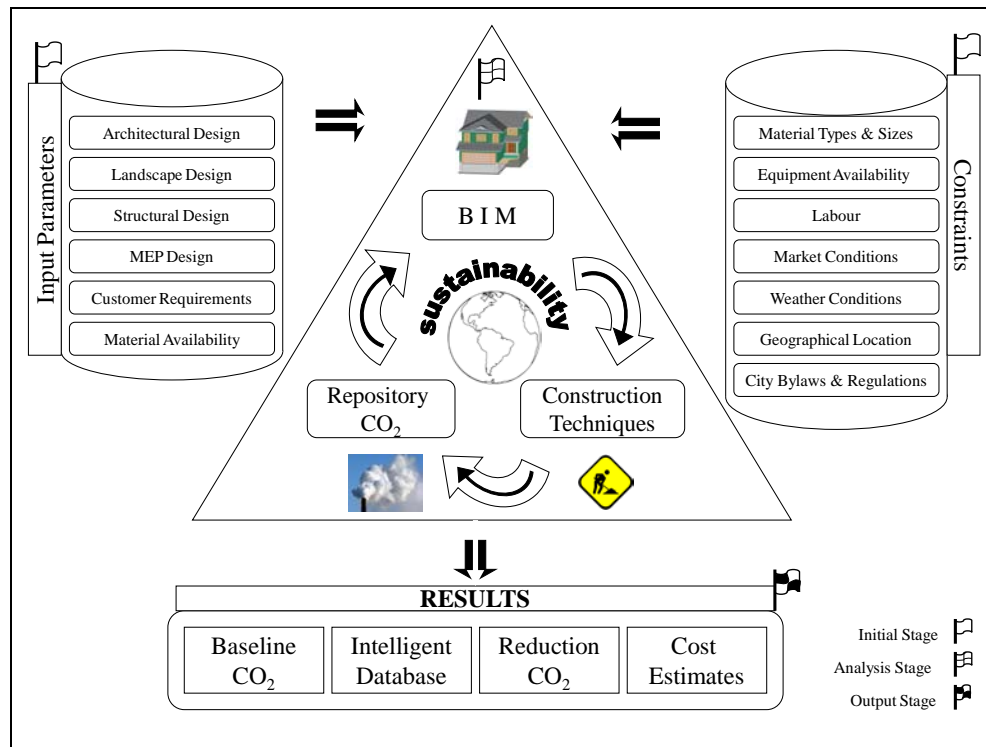 Input Parameters
Architectural Design
Landscape Design
Structural Design
MEP Design
Customer Requirements
Material Availability
B I M
sustainability
Repository
CO₂
Construction
Techniques
Constraints
Material Types & Sizes
Equipment Availability
Labour
Market Conditions
Weather Conditions
Geographical Location
City Bylaws & Regulations
RESULTS
Baseline
CO₂
Intelligent
Database
Reduction
CO₂
Cost
Estimates
Initial Stage
Analysis Stage
Output Stage